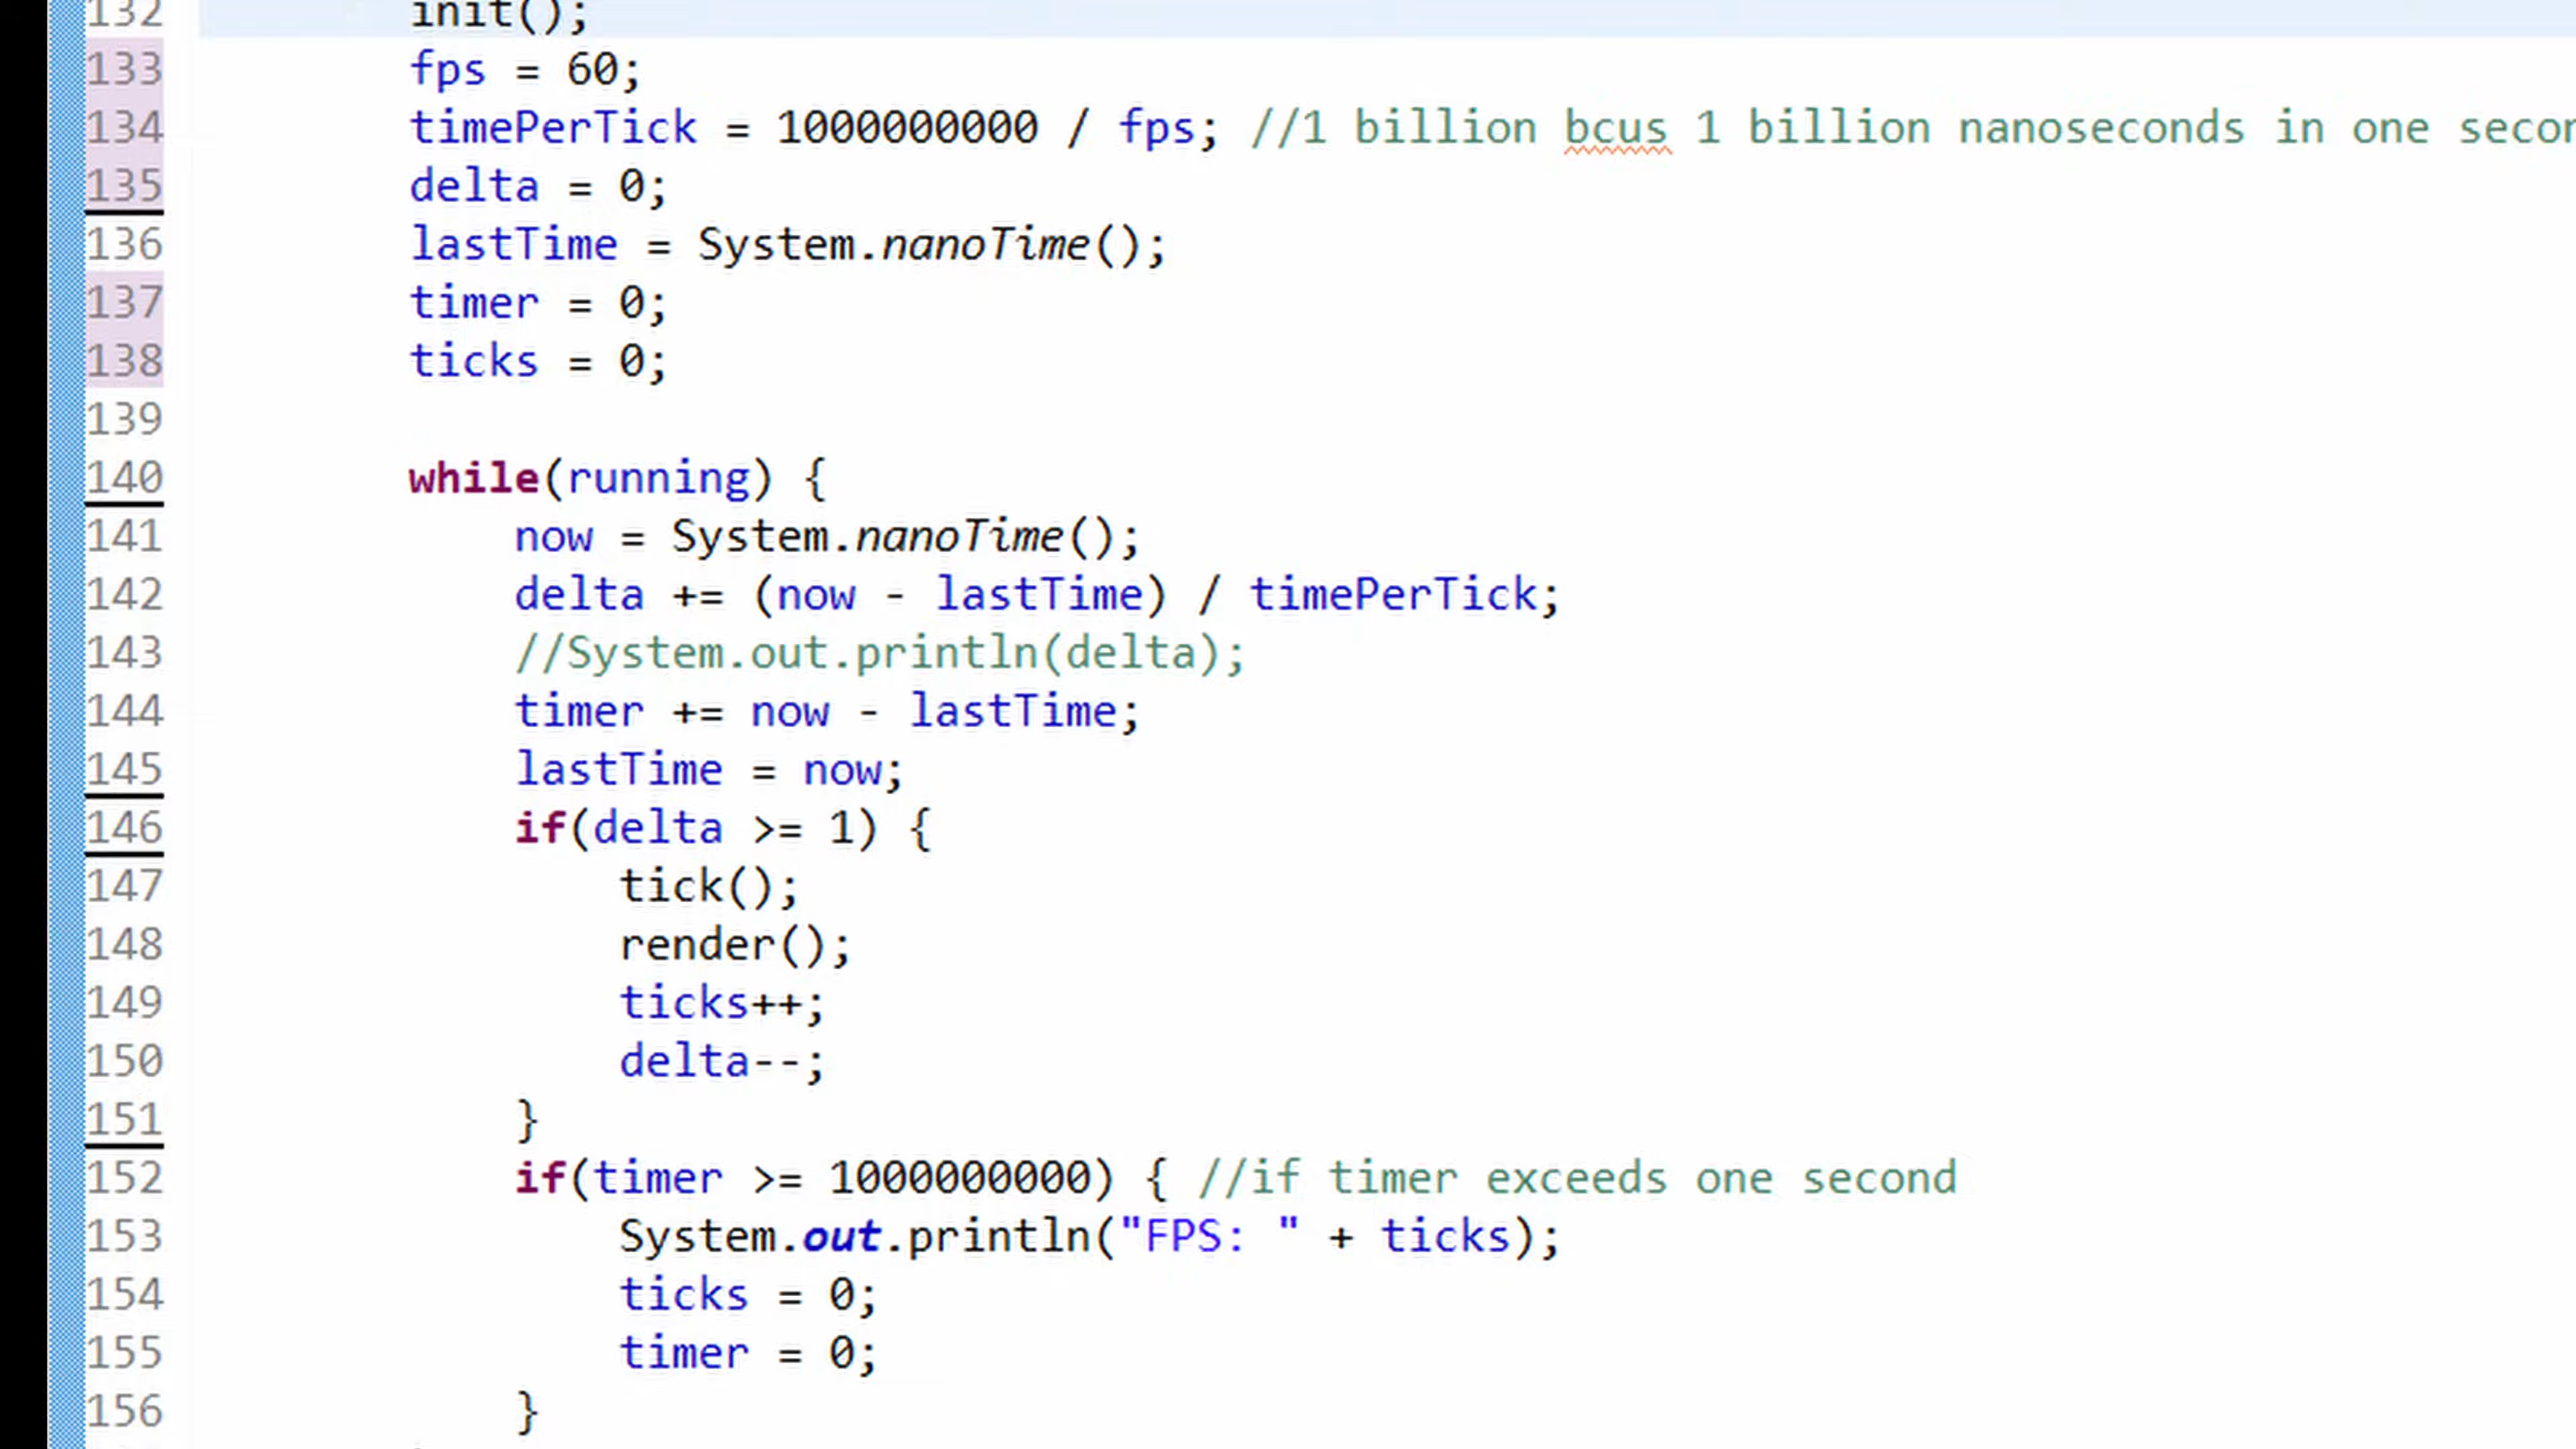 132 init();
133 fps = 60;
134 timePerTick = 1000000000 / fps; //1 billion bcus 1 billion nanoseconds in one
135 delta = 0;
136 lastTime = System.nanoTime();
137 timer = 0;
138 ticks = 0;
139
140 while(running) {
141 now = System.nanoTime();
142 delta += (now - lastTime) / timePerTick;
143 //System.out.println(delta);
144 timer += now - lastTime;
145 lastTime = now;
146 if(delta >= 1) {
147 tick();
148 render();
149 ticks++;
150 delta--;
151 }
152 if(timer >= 1000000000) { //if timer exceeds one second
153 System.out.println("FPS: " + ticks);
154 ticks = 0;
155 timer = 0;
156 }